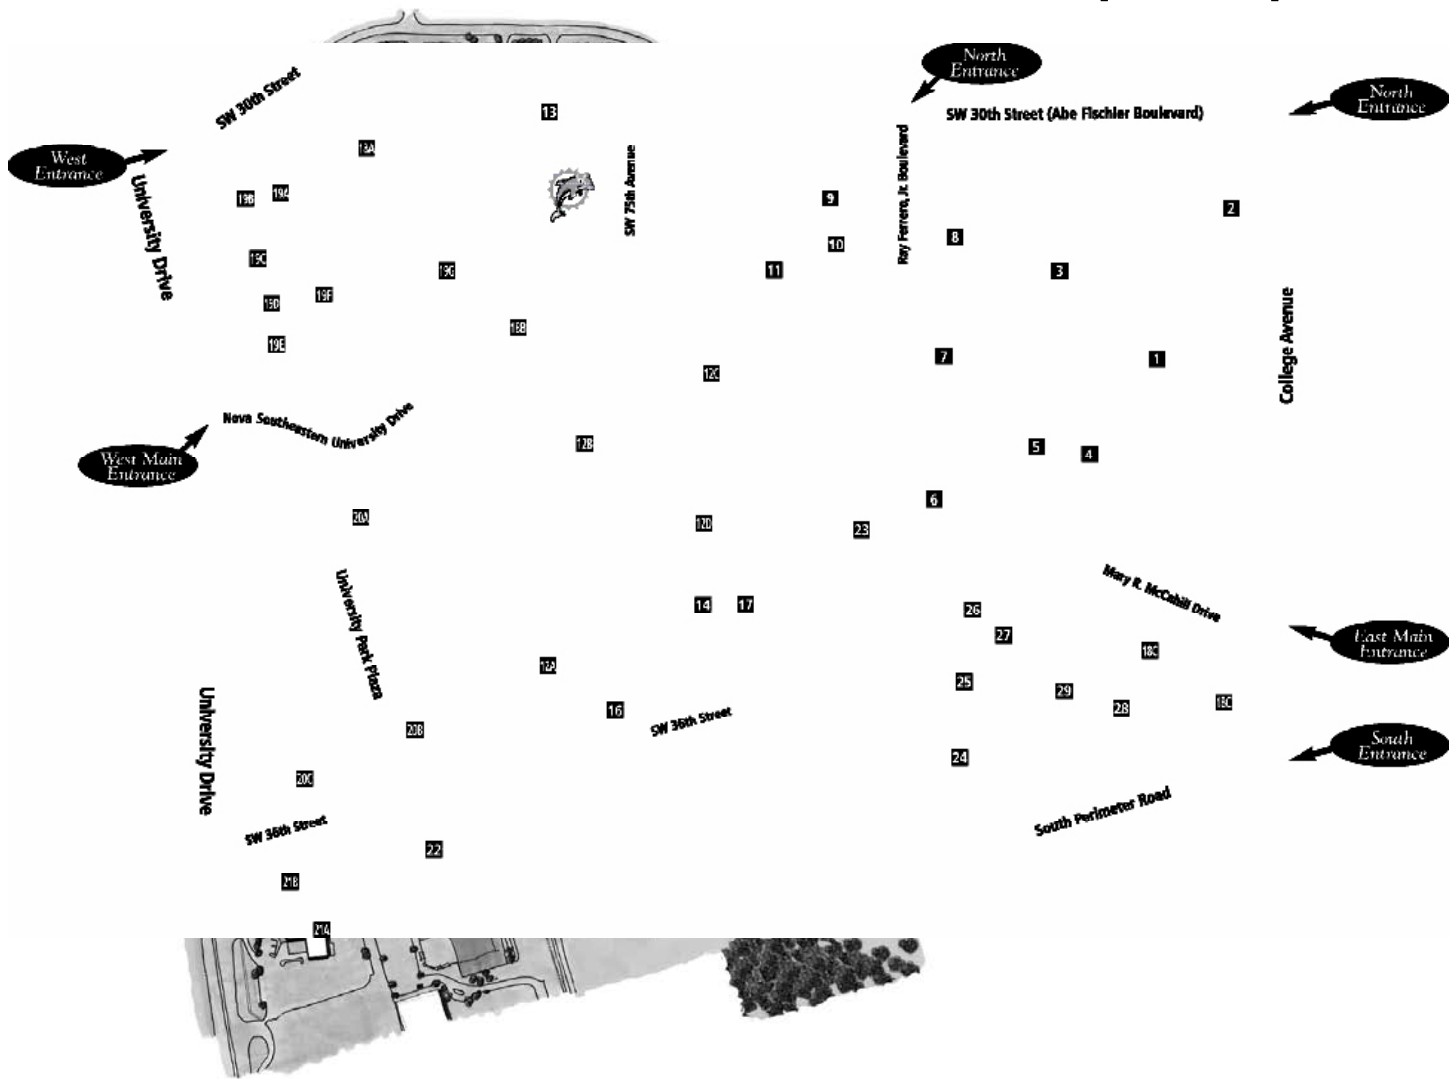 North
Entrance
North
Entrance
SW 30th Street
SW 30th Street (Abe Fischler Boulevard)
13
18A
West
Entrance
University Drive
19B
19A
SW 75th Avenue
Ray Ferrero, Jr. Boulevard
9
2
10
8
19C
19G
11
3
19D
19F
College Avenue
18B
19E
7
1
12C
Nova Southeastern University Drive
West Main
Entrance
12B
5
4
6
20A
12D
23
University Park Plaza
Mary R. McCahill Drive
14
17
26
27
East Main
Entrance
18C
12A
25
29
28
18C
16
SW 36th Street
University Drive
20B
South
Entrance
24
20C
South Perimeter Road
SW 36th Street
22
21B
21A